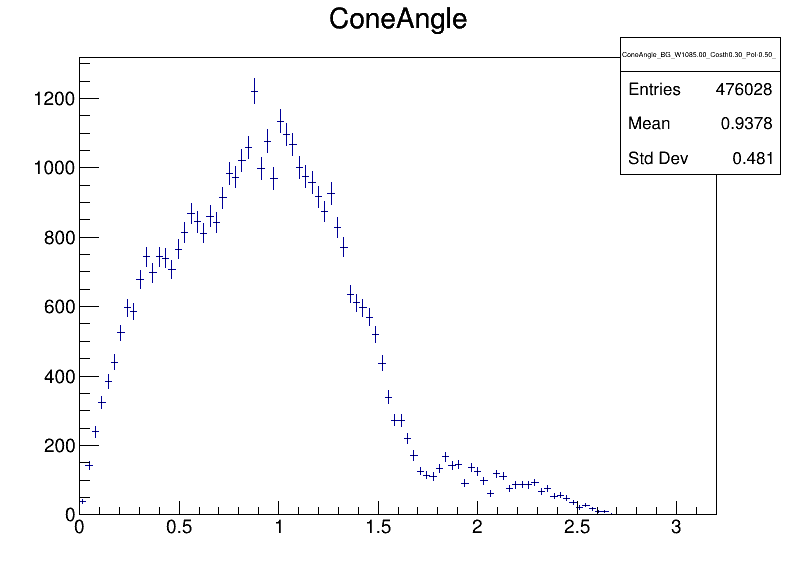 ConeAngle
ConeAngle_BG_W1085.00_Costh0.30_Pol-0.50_
Entries 476028
Mean 0.9378
Std Dev 0.481
1200
1000
800
600
400
200
0
0 0.5 1 1.5 2 2.5 3